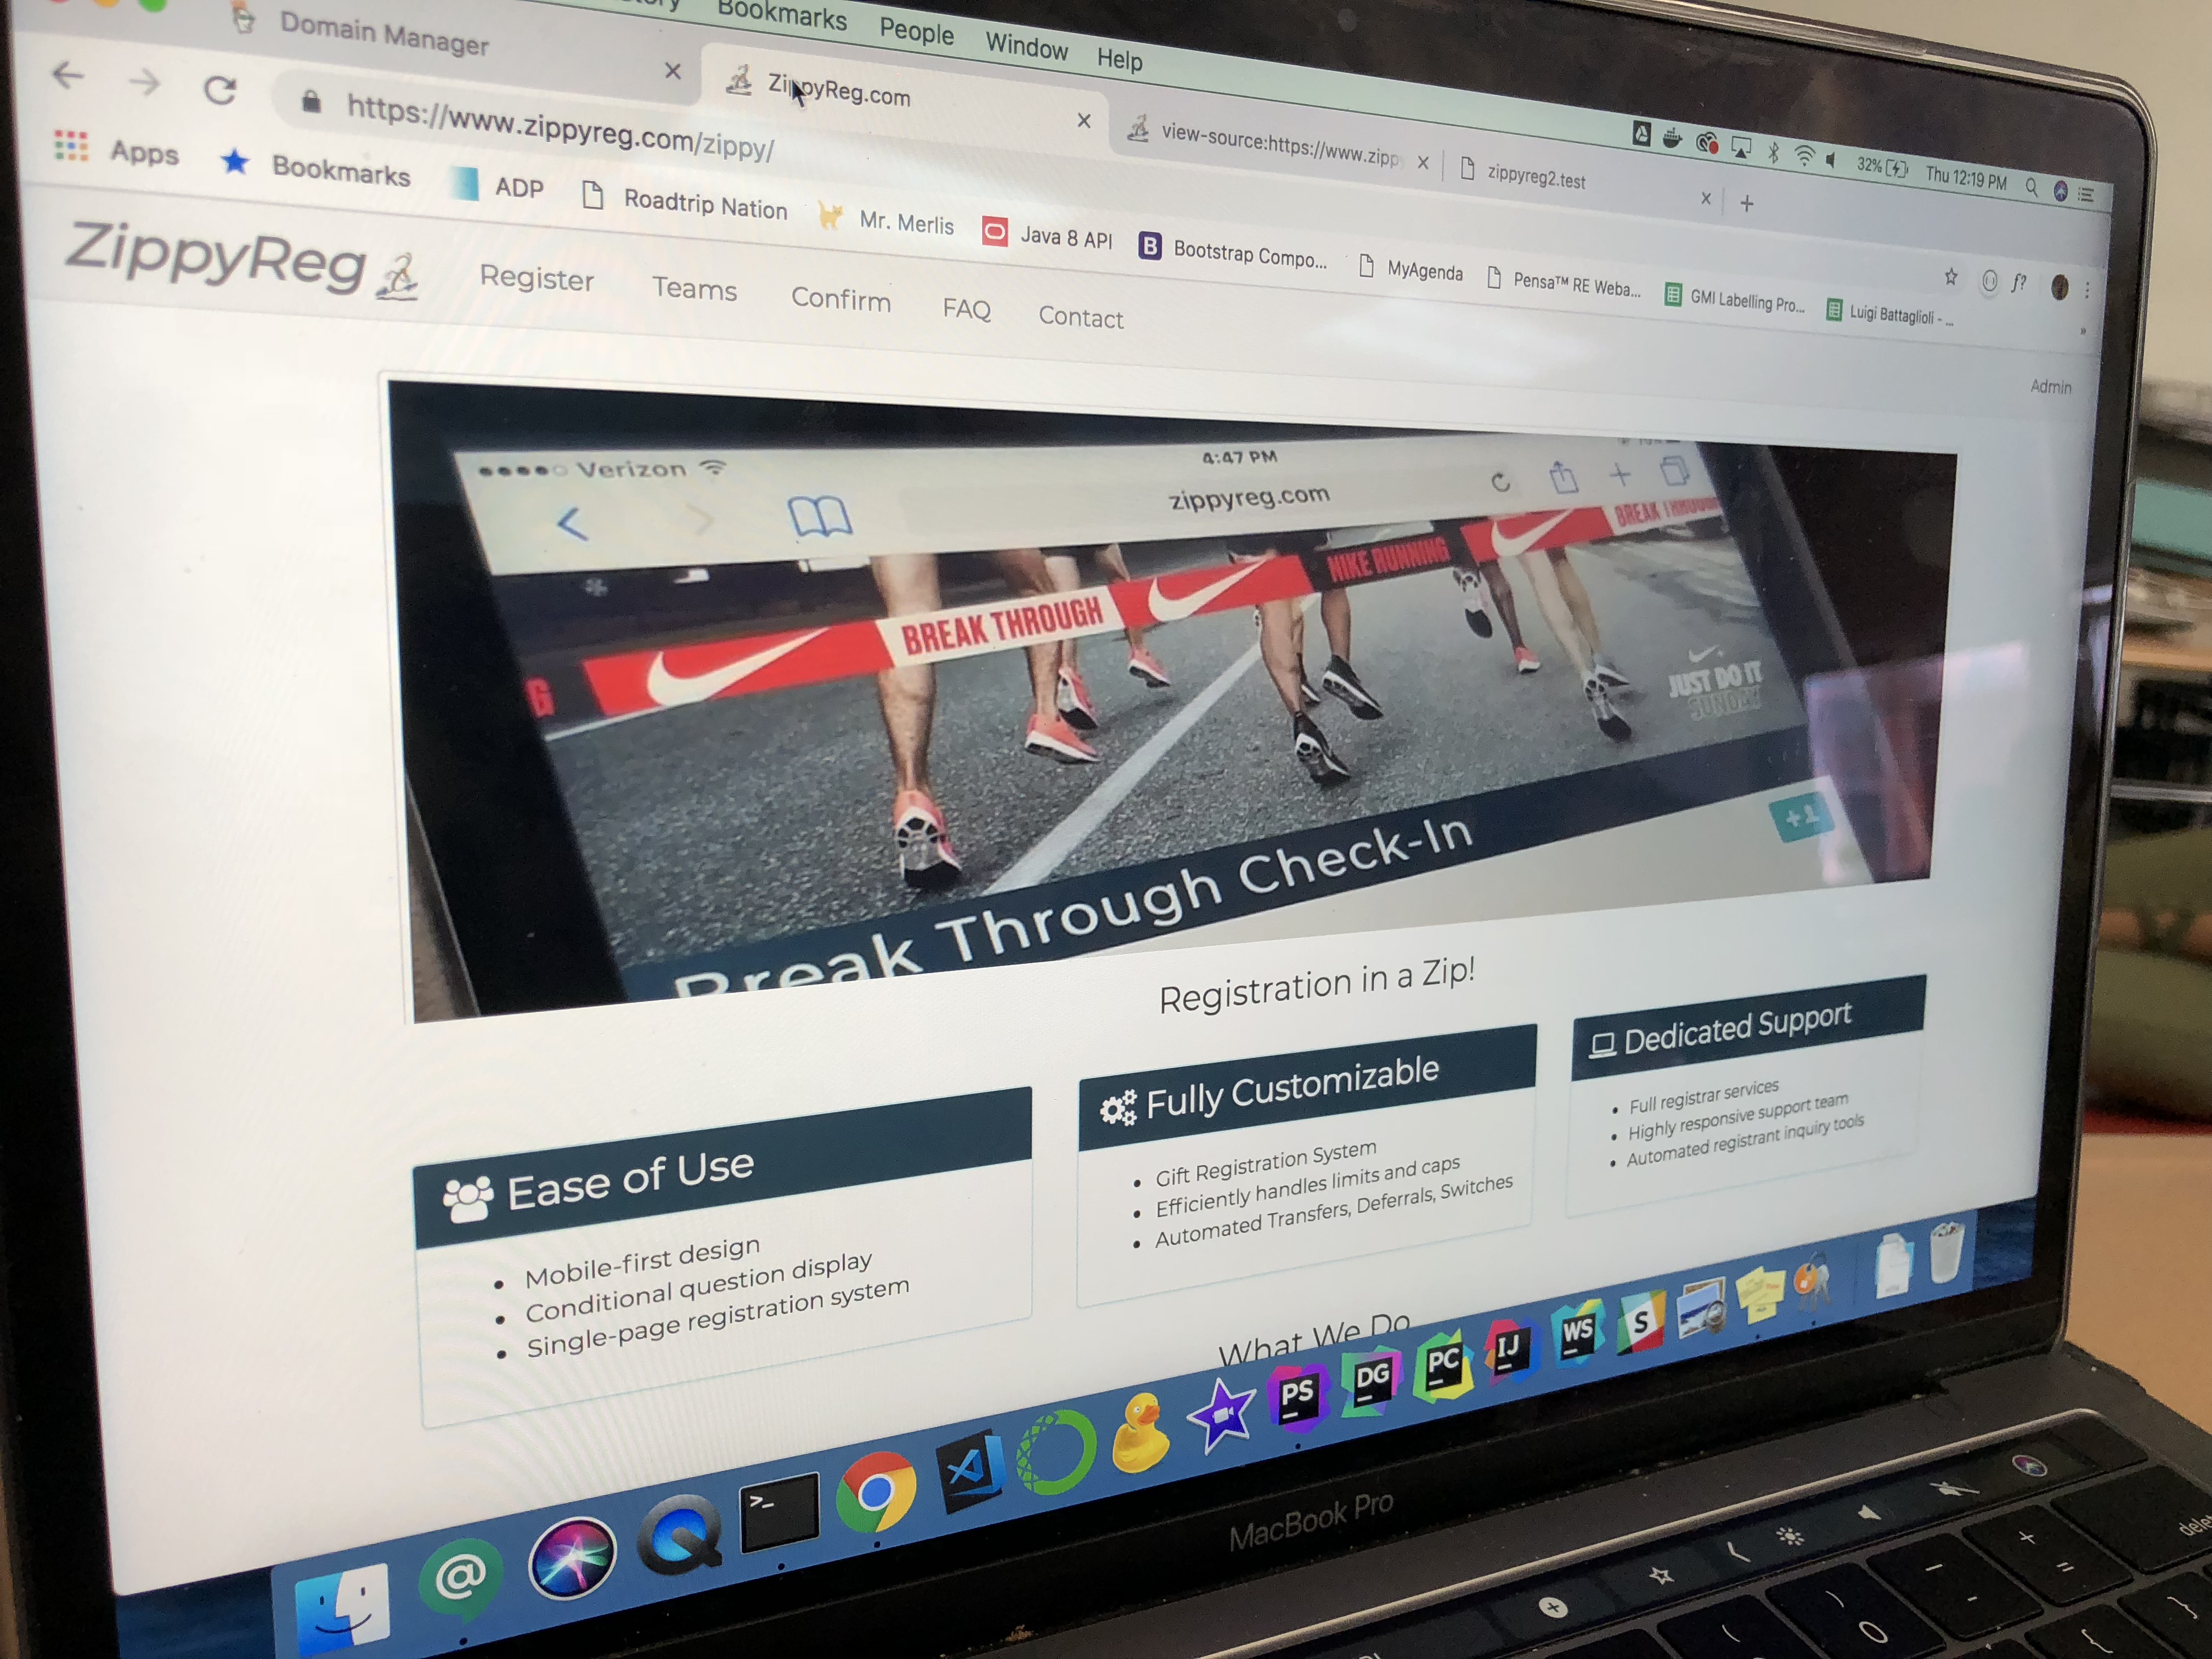 Bookmarks People Window Help
32% Thu 12:19 PM
Domain Manager
ZippyReg.com
view-source:https://www.zipp
zippyreg2.test
https://www.zippyreg.com/zippy/
f?
Apps Bookmarks ADP Roadtrip Nation Mr. Merlis Java 8 API B Bootstrap Compo... MyAgenda Pensa™ RE Weba... GMI Labelling Pro... Luigi Battaglioli - ...
»
ZippyReg Register Teams Confirm FAQ Contact
Admin
Verizon 4:47 PM
zippyreg.com
G BREAK THROUGH NIKE RUNNING BREAK THROUGH
JUST DO IT
SUNDAY
+1
Break Through Check-In
Registration in a Zip!
Ease of Use
• Mobile-first design
• Conditional question display
• Single-page registration system
Fully Customizable
• Gift Registration System
• Efficiently handles limits and caps
• Automated Transfers, Deferrals, Switches
Dedicated Support
• Full registrar services
• Highly responsive support team
• Automated registrant inquiry tools
What We Do
@ >_ PS DG PC IJ WS S
MacBook Pro
+ =
- 
) 0
(
{ }